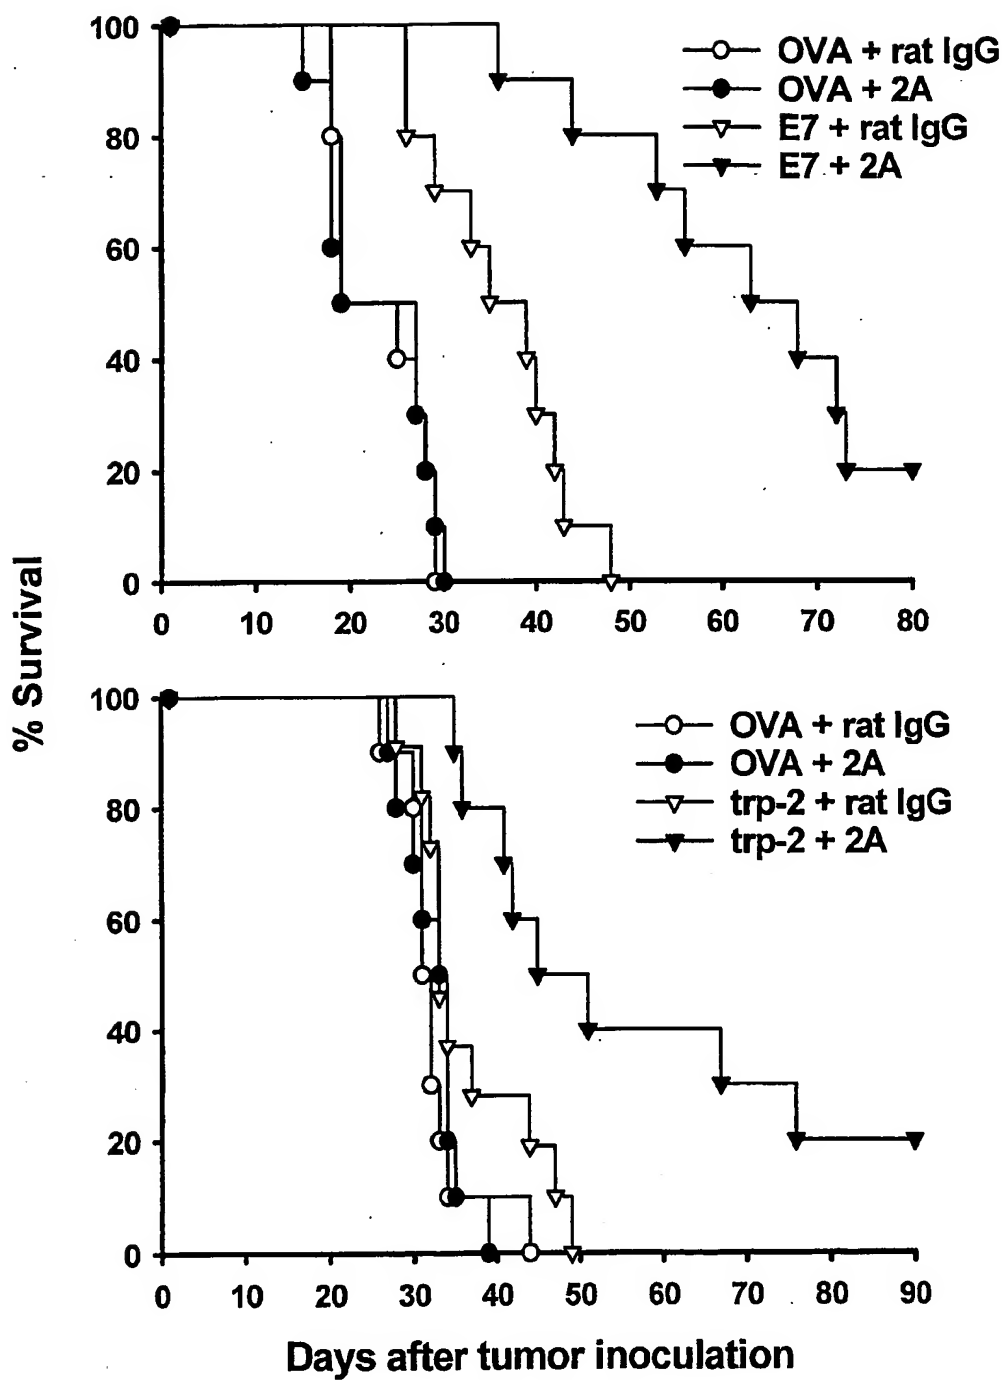 100
80
60
40
20
0
0 10 20 30 40 50 60 70 80
OVA + rat IgG
OVA + 2A
E7 + rat IgG
E7 + 2A
% Survival
100
80
60
40
20
0
0 10 20 30 40 50 60 70 80 90
OVA + rat IgG
OVA + 2A
trp-2 + rat IgG
trp-2 + 2A
Days after tumor inoculation